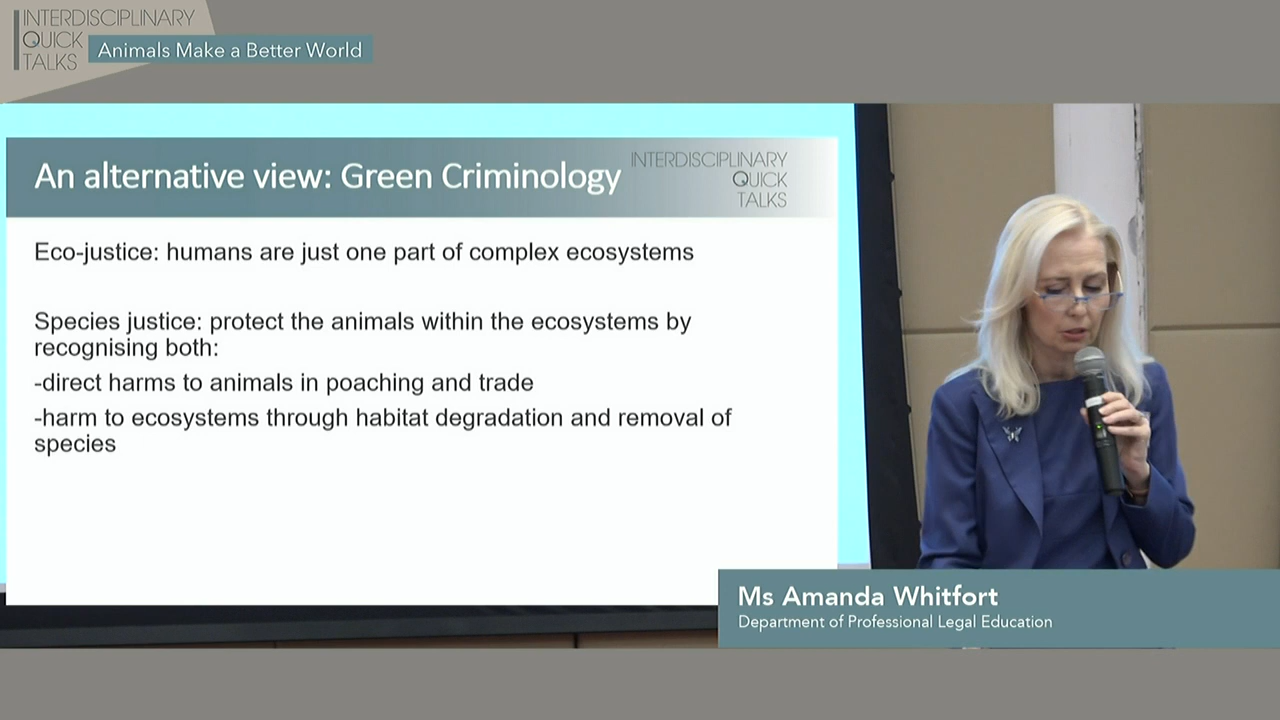 INTERDISCIPLINARY
QUICK
TALKS
Animals Make a Better World
An alternative view: Green Criminology
INTERDISCIPLINARY
QUICK
TALKS
Eco-justice: humans are just one part of complex ecosystems
Species justice: protect the animals within the ecosystems by
recognising both:
-direct harms to animals in poaching and trade
-harm to ecosystems through habitat degradation and removal of
species
Ms Amanda Whitfort
Department of Professional Legal Education